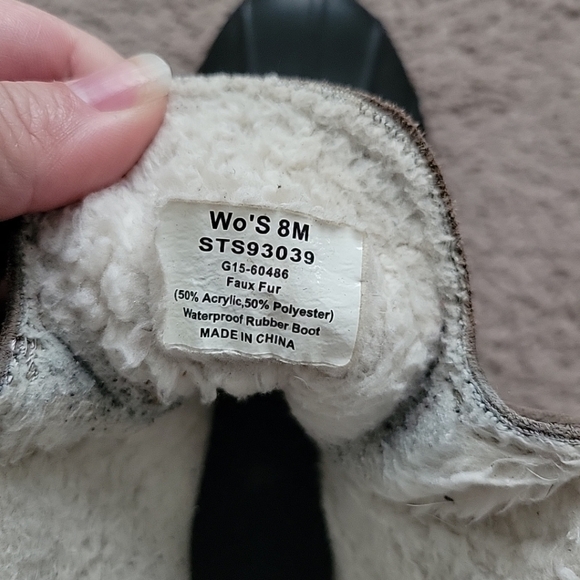 Wo'S 8M
STS93039
G15-60486
Faux Fur
(50% Acrylic,50% Polyester)
Waterproof Rubber Boot
MADE IN CHINA